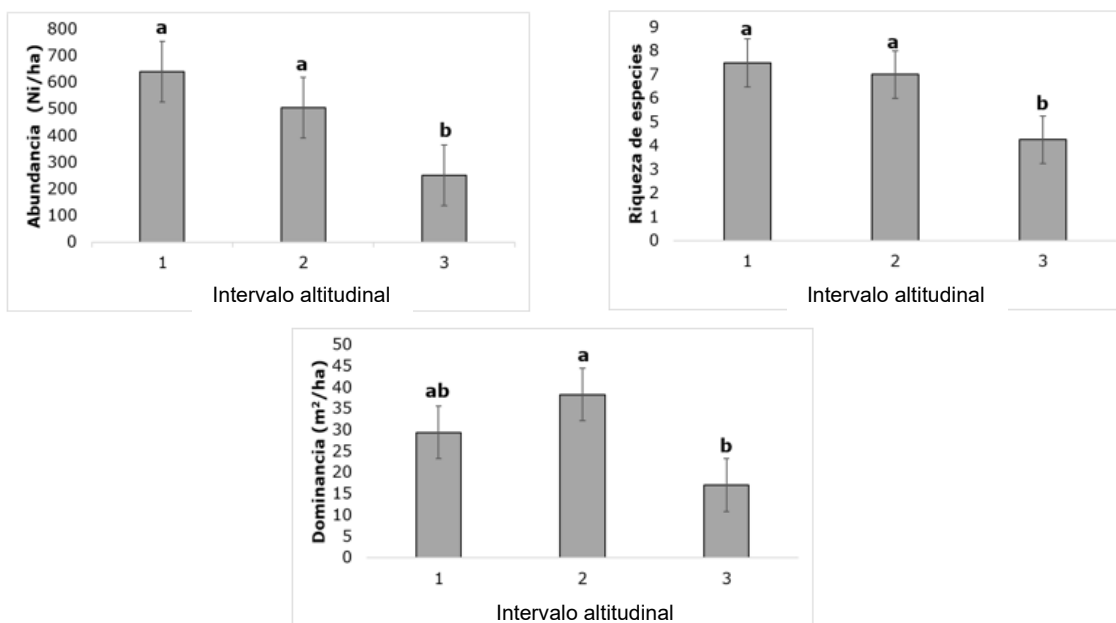 Abundancia (Ni/ha)
800
700
600
500
400
300
200
100
0
a
a
b
1 2 3
Intervalo altitudinal
Riqueza de especies
9
8
7
6
5
4
3
2
1
0
a
a
b
1 2 3
Intervalo altitudinal
Dominancia (m²/ha)
50
45
40
35
30
25
20
15
10
5
0
ab
a
b
1 2 3
Intervalo altitudinal